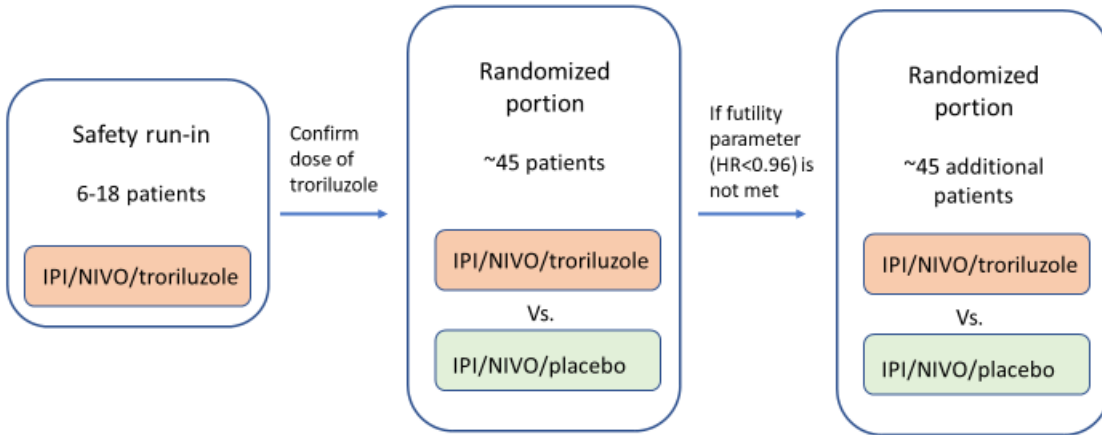 Safety run-in
6-18 patients
IPI/NIVO/troriluzole
Confirm
dose of
troriluzole
Randomized
portion
~45 patients
IPI/NIVO/troriluzole
Vs.
IPI/NIVO/placebo
If futility
parameter
(HR<0.96) is
not met
Randomized
portion
~45 additional
patients
IPI/NIVO/troriluzole
Vs.
IPI/NIVO/placebo